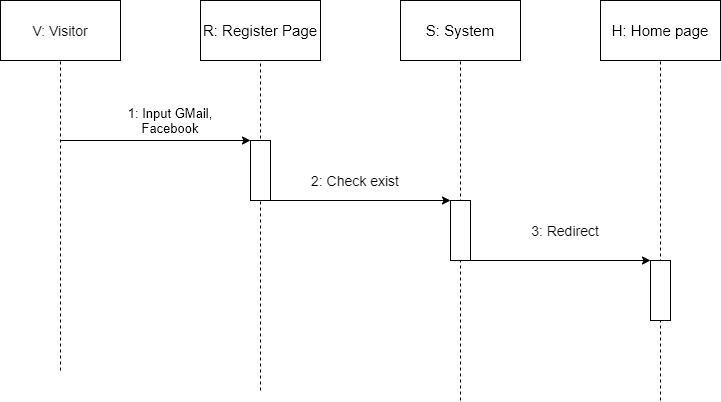 V: Visitor
R: Register Page
S: System
H: Home page
1: Input GMail,
Facebook
2: Check exist
3: Redirect